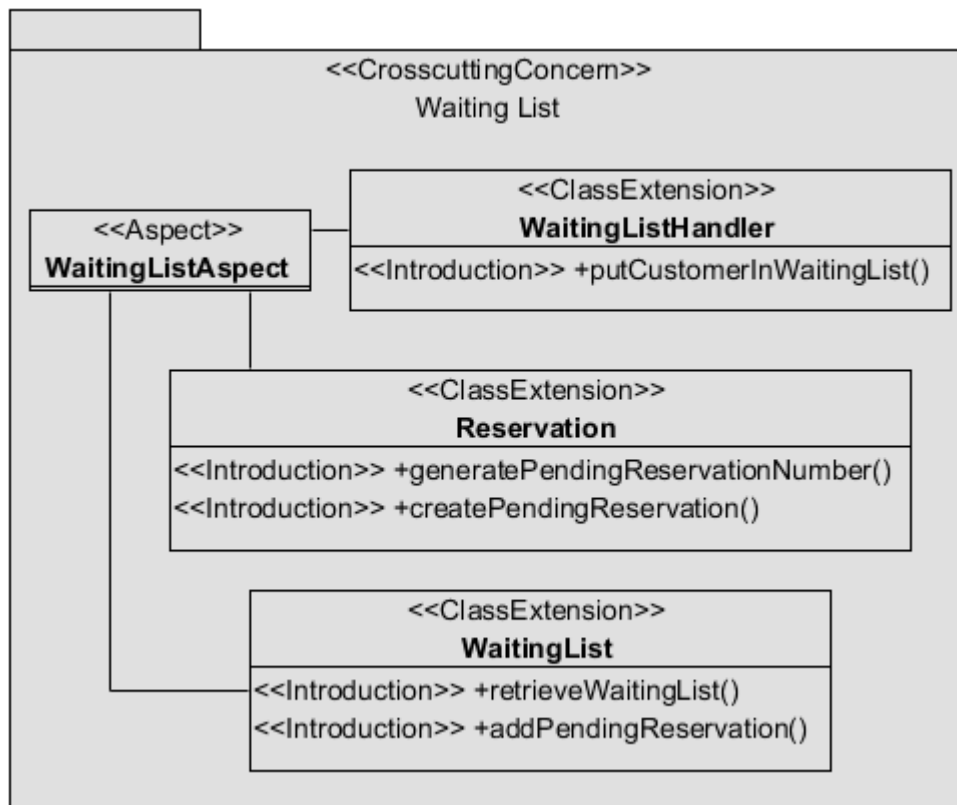 <<CrosscuttingConcern>>
Waiting List
<<Aspect>>
WaitingListAspect
<<ClassExtension>>
WaitingListHandler
<<Introduction>> +putCustomerInWaitingList()
<<ClassExtension>>
Reservation
<<Introduction>> +generatePendingReservationNumber()
<<Introduction>> +createPendingReservation()
<<ClassExtension>>
WaitingList
<<Introduction>> +retrieveWaitingList()
<<Introduction>> +addPendingReservation()